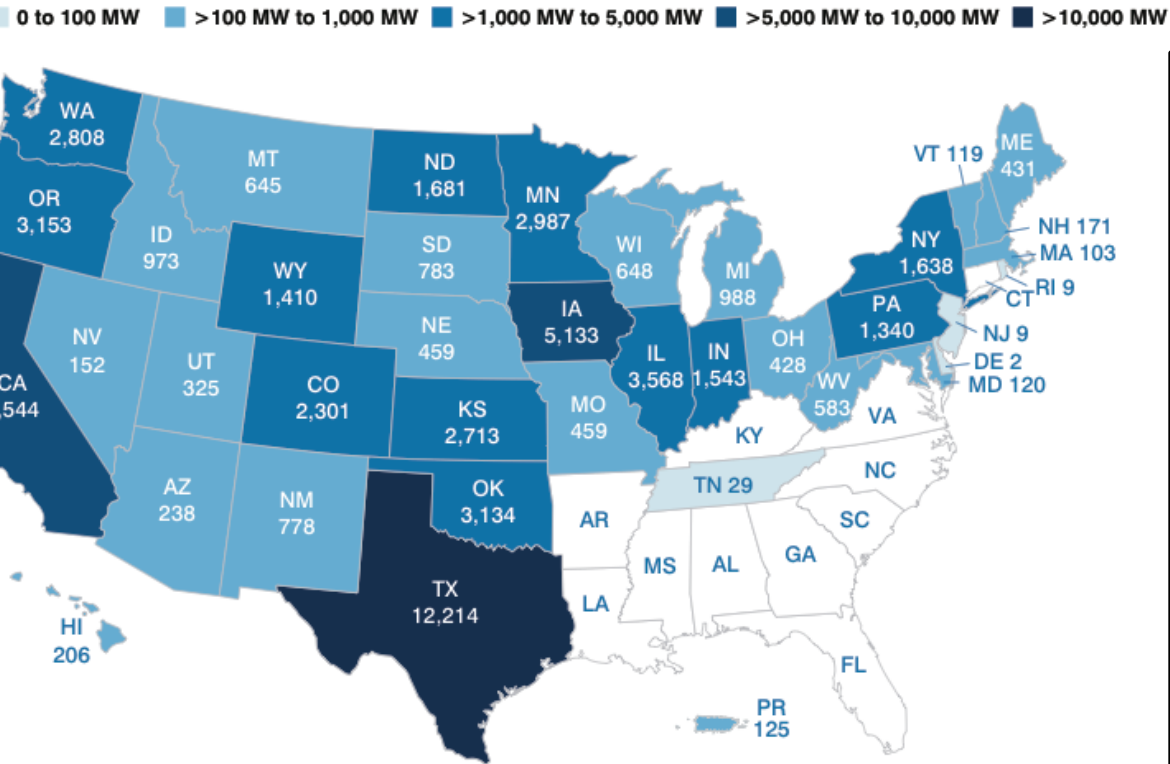 0 to 100 MW >100 MW to 1,000 MW >1,000 MW to 5,000 MW >5,000 MW to 10,000 MW >10,000 MW
WA
2,808
OR
3,153
CA
,544
NV
152
ID
973
MT
645
WY
1,410
UT
325
AZ
238
CO
2,301
NM
778
ND
1,681
SD
783
NE
459
KS
2,713
OK
3,134
TX
12,214
MN
2,987
IA
5,133
MO
459
AR
LA
WI
648
IL
3,568
MI
988
IN
1,543
OH
428
KY
TN 29
MS
AL
GA
FL
SC
NC
VA
WV
583
PA
1,340
NY
1,638
VT 119
ME
431
NH 171
MA 103
RI 9
CT
NJ 9
DE 2
MD 120
HI
206
PR
125